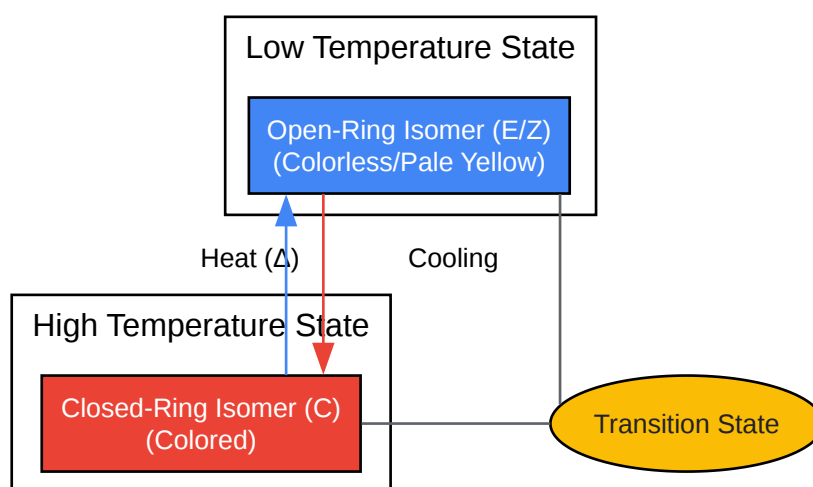 Low Temperature State
Open-Ring Isomer (E/Z)
(Colorless/Pale Yellow)
Heat (Δ)
Cooling
High Temperature State
Closed-Ring Isomer (C)
(Colored)
Transition State